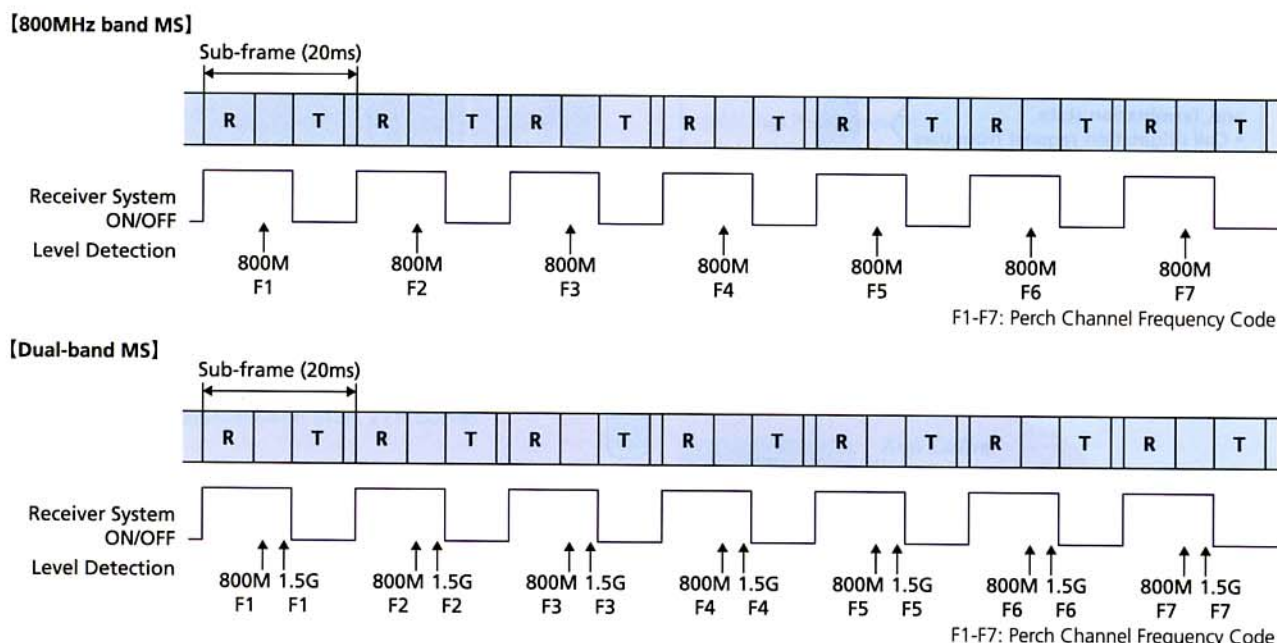 【800MHz band MS】
Sub-frame (20ms)
R T R T R T R T R T R T R T
Receiver System
ON/OFF
Level Detection
800M 800M 800M 800M 800M 800M 800M
F1 F2 F3 F4 F5 F6 F7
F1-F7: Perch Channel Frequency Code
【Dual-band MS】
Sub-frame (20ms)
R T R T R T R T R T R T R T
Receiver System
ON/OFF
Level Detection
800M 1.5G 800M 1.5G 800M 1.5G 800M 1.5G 800M 1.5G 800M 1.5G 800M 1.5G
F1 F1 F2 F2 F3 F3 F4 F4 F5 F5 F6 F6 F7 F7
F1-F7: Perch Channel Frequency Code